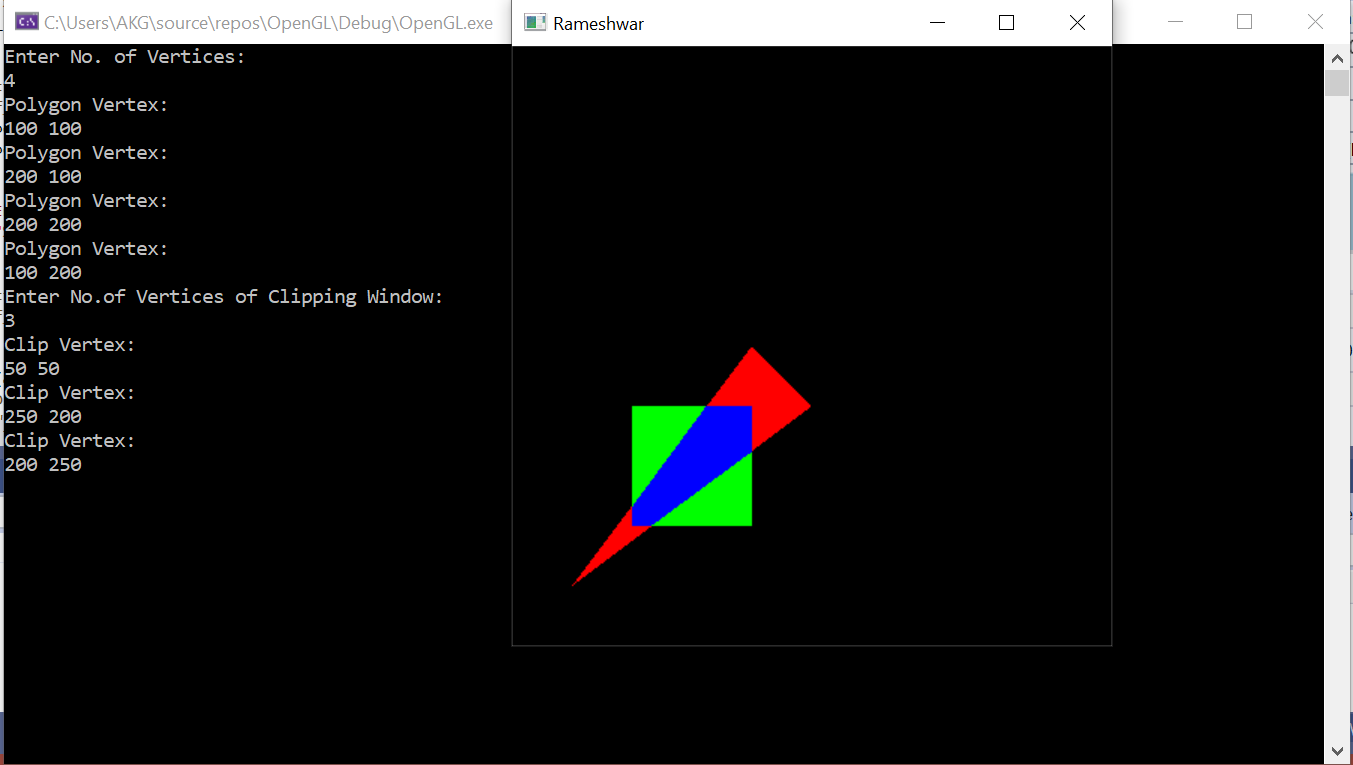 C:\Users\AKG\source\repos\OpenGL\Debug\OpenGL.exe
Rameshwar
Enter No. of Vertices:
4
Polygon Vertex:
100 100
Polygon Vertex:
200 100
Polygon Vertex:
200 200
Polygon Vertex:
100 200
Enter No.of Vertices of Clipping Window:
3
Clip Vertex:
50 50
Clip Vertex:
250 200
Clip Vertex:
200 250